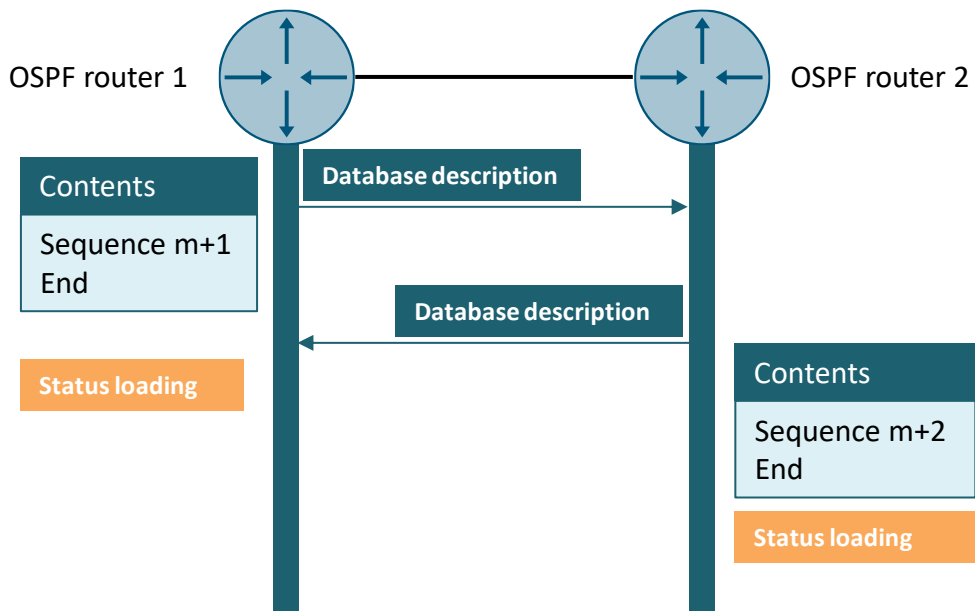 OSPF router 1
OSPF router 2
Contents
Sequence m+1
End
Database description
Database description
Status loading
Contents
Sequence m+2
End
Status loading